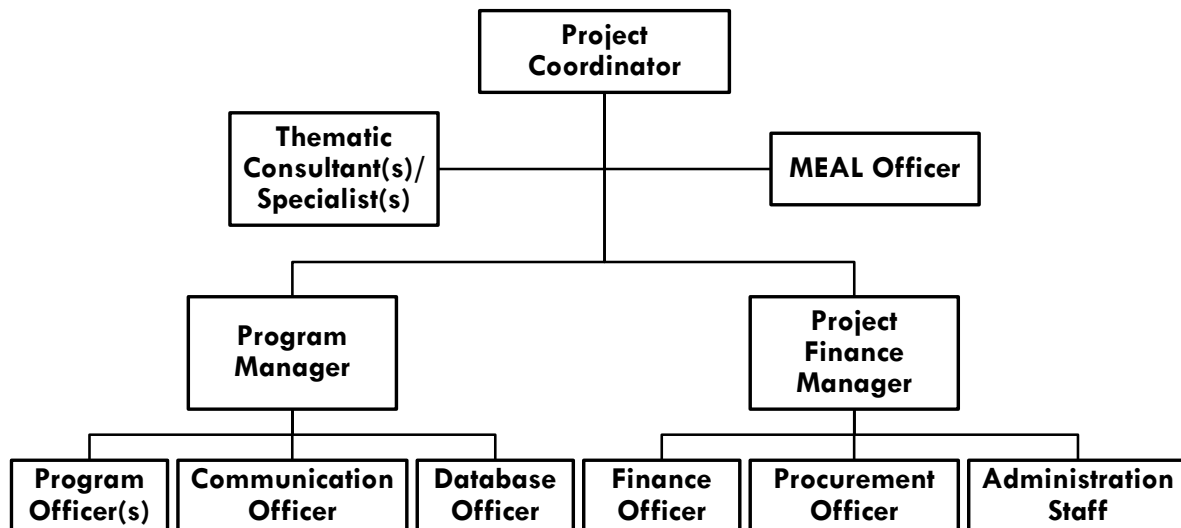 Project
Coordinator
Thematic
Consultant(s)/
Specialist(s)
MEAL Officer
Program
Manager
Project
Finance
Manager
Program
Officer(s)
Communication
Officer
Database
Officer
Finance
Officer
Procurement
Officer
Administration
Staff